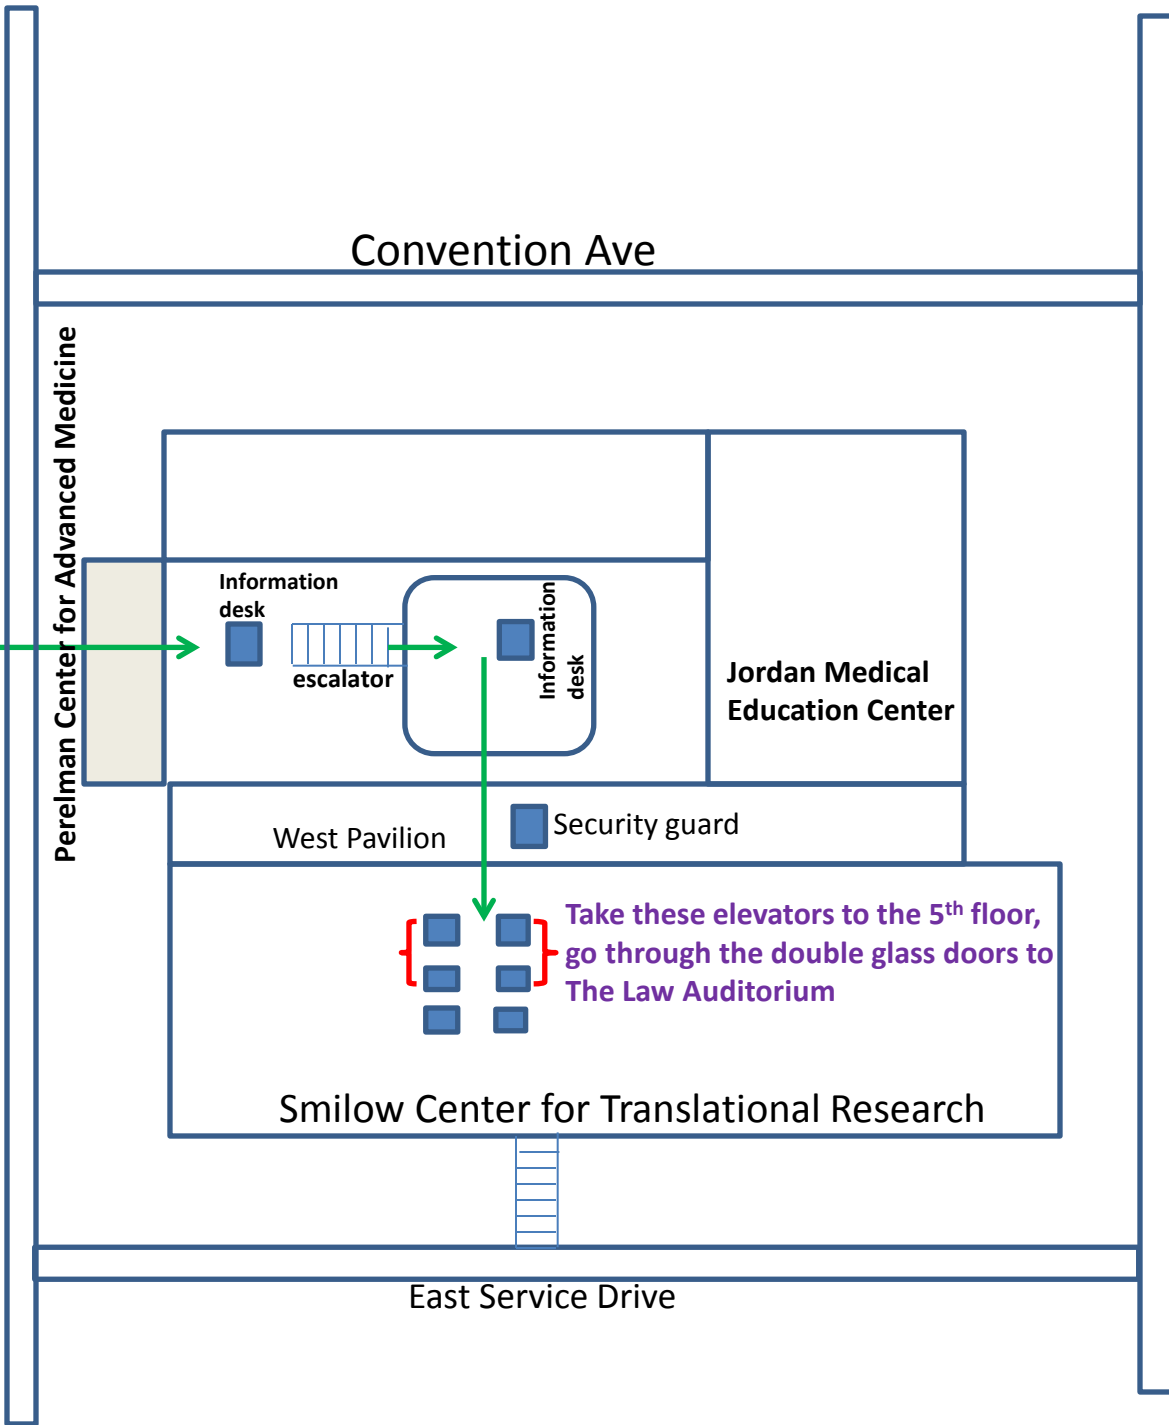 Convention Ave
Perelman Center for Advanced Medicine
Information
desk
escalator
Information
desk
Jordan Medical
Education Center
West Pavilion
Security guard
Take these elevators to the 5th floor,
go through the double glass doors to
The Law Auditorium
Smilow Center for Translational Research
East Service Drive